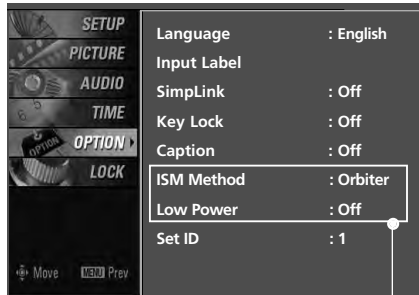 SETUP
PICTURE
AUDIO
TIME
OPTION
LOCK
Move MENU Prev
Language : English
Input Label
SimpLink : Off
Key Lock : Off
Caption : Off
ISM Method : Orbiter
Low Power : Off
Set ID : 1